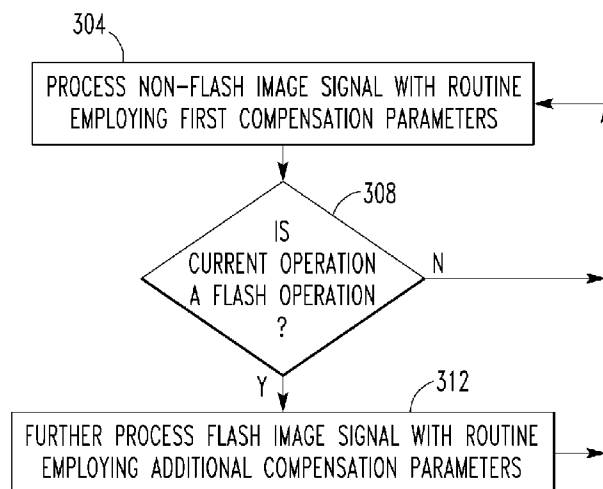 304
PROCESS NON-FLASH IMAGE SIGNAL WITH ROUTINE
EMPLOYING FIRST COMPENSATION PARAMETERS
308
IS
CURRENT OPERATION
A FLASH OPERATION
?
N
Y
312
FURTHER PROCESS FLASH IMAGE SIGNAL WITH ROUTINE
EMPLOYING ADDITIONAL COMPENSATION PARAMETERS